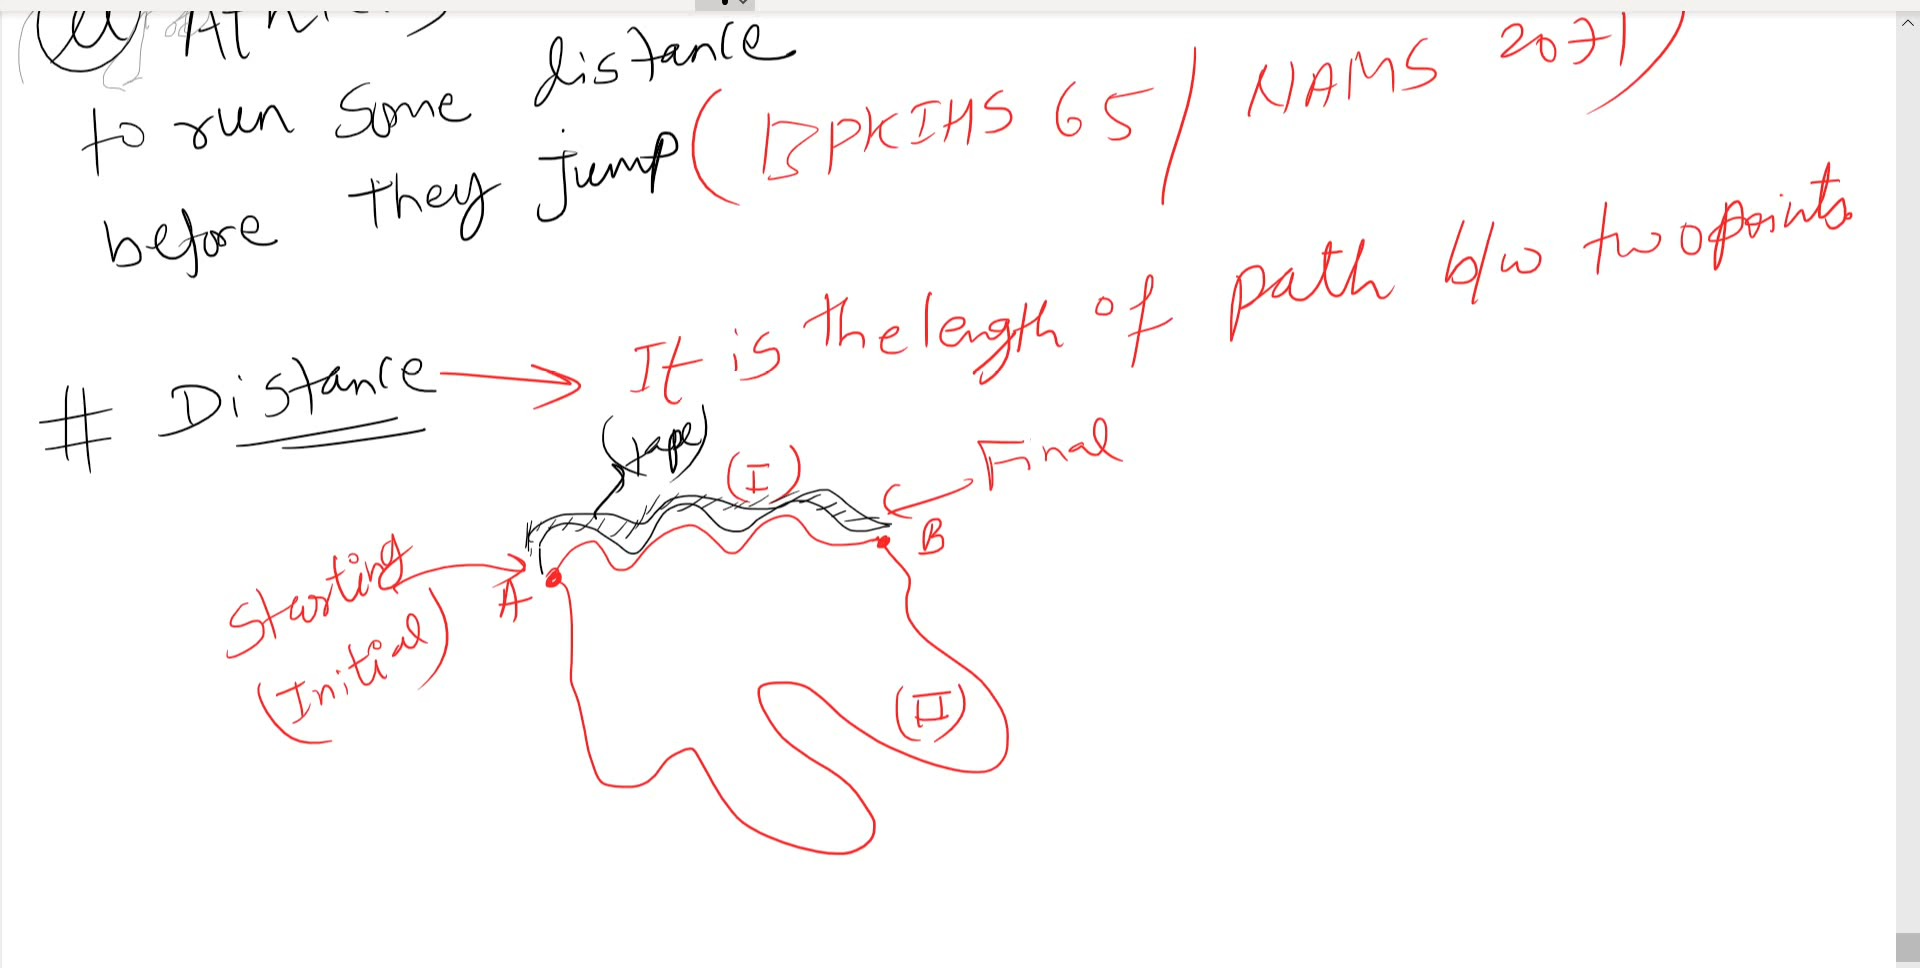 to run some distance
before they jump (BPKIHS 65/ NAMS 2071)
# Distance → It is the length of path b/w two points.
(tape)
(I)
Final
Starting
(Initial)
A
B
(II)